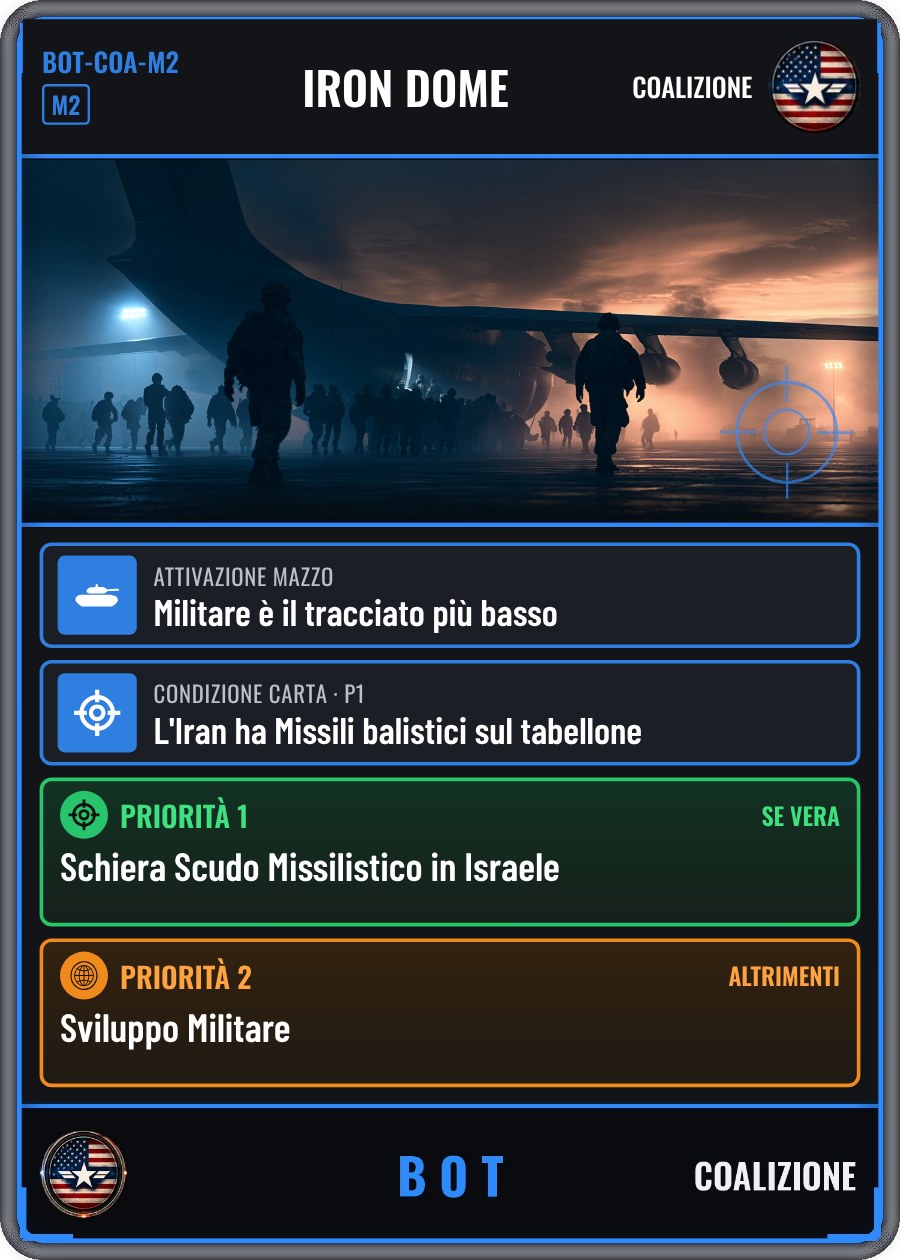 BOT-COA-M2
M2
IRON DOME
COALIZIONE
ATTIVAZIONE MAZZO
Militare è il tracciato più basso
CONDIZIONE CARTA · P1
L'Iran ha Missili balistici sul tabellone
PRIORITÀ 1
SE VERA
Schiera Scudo Missilistico in Israele
PRIORITÀ 2
ALTRIMENTI
Sviluppo Militare
BOT
COALIZIONE